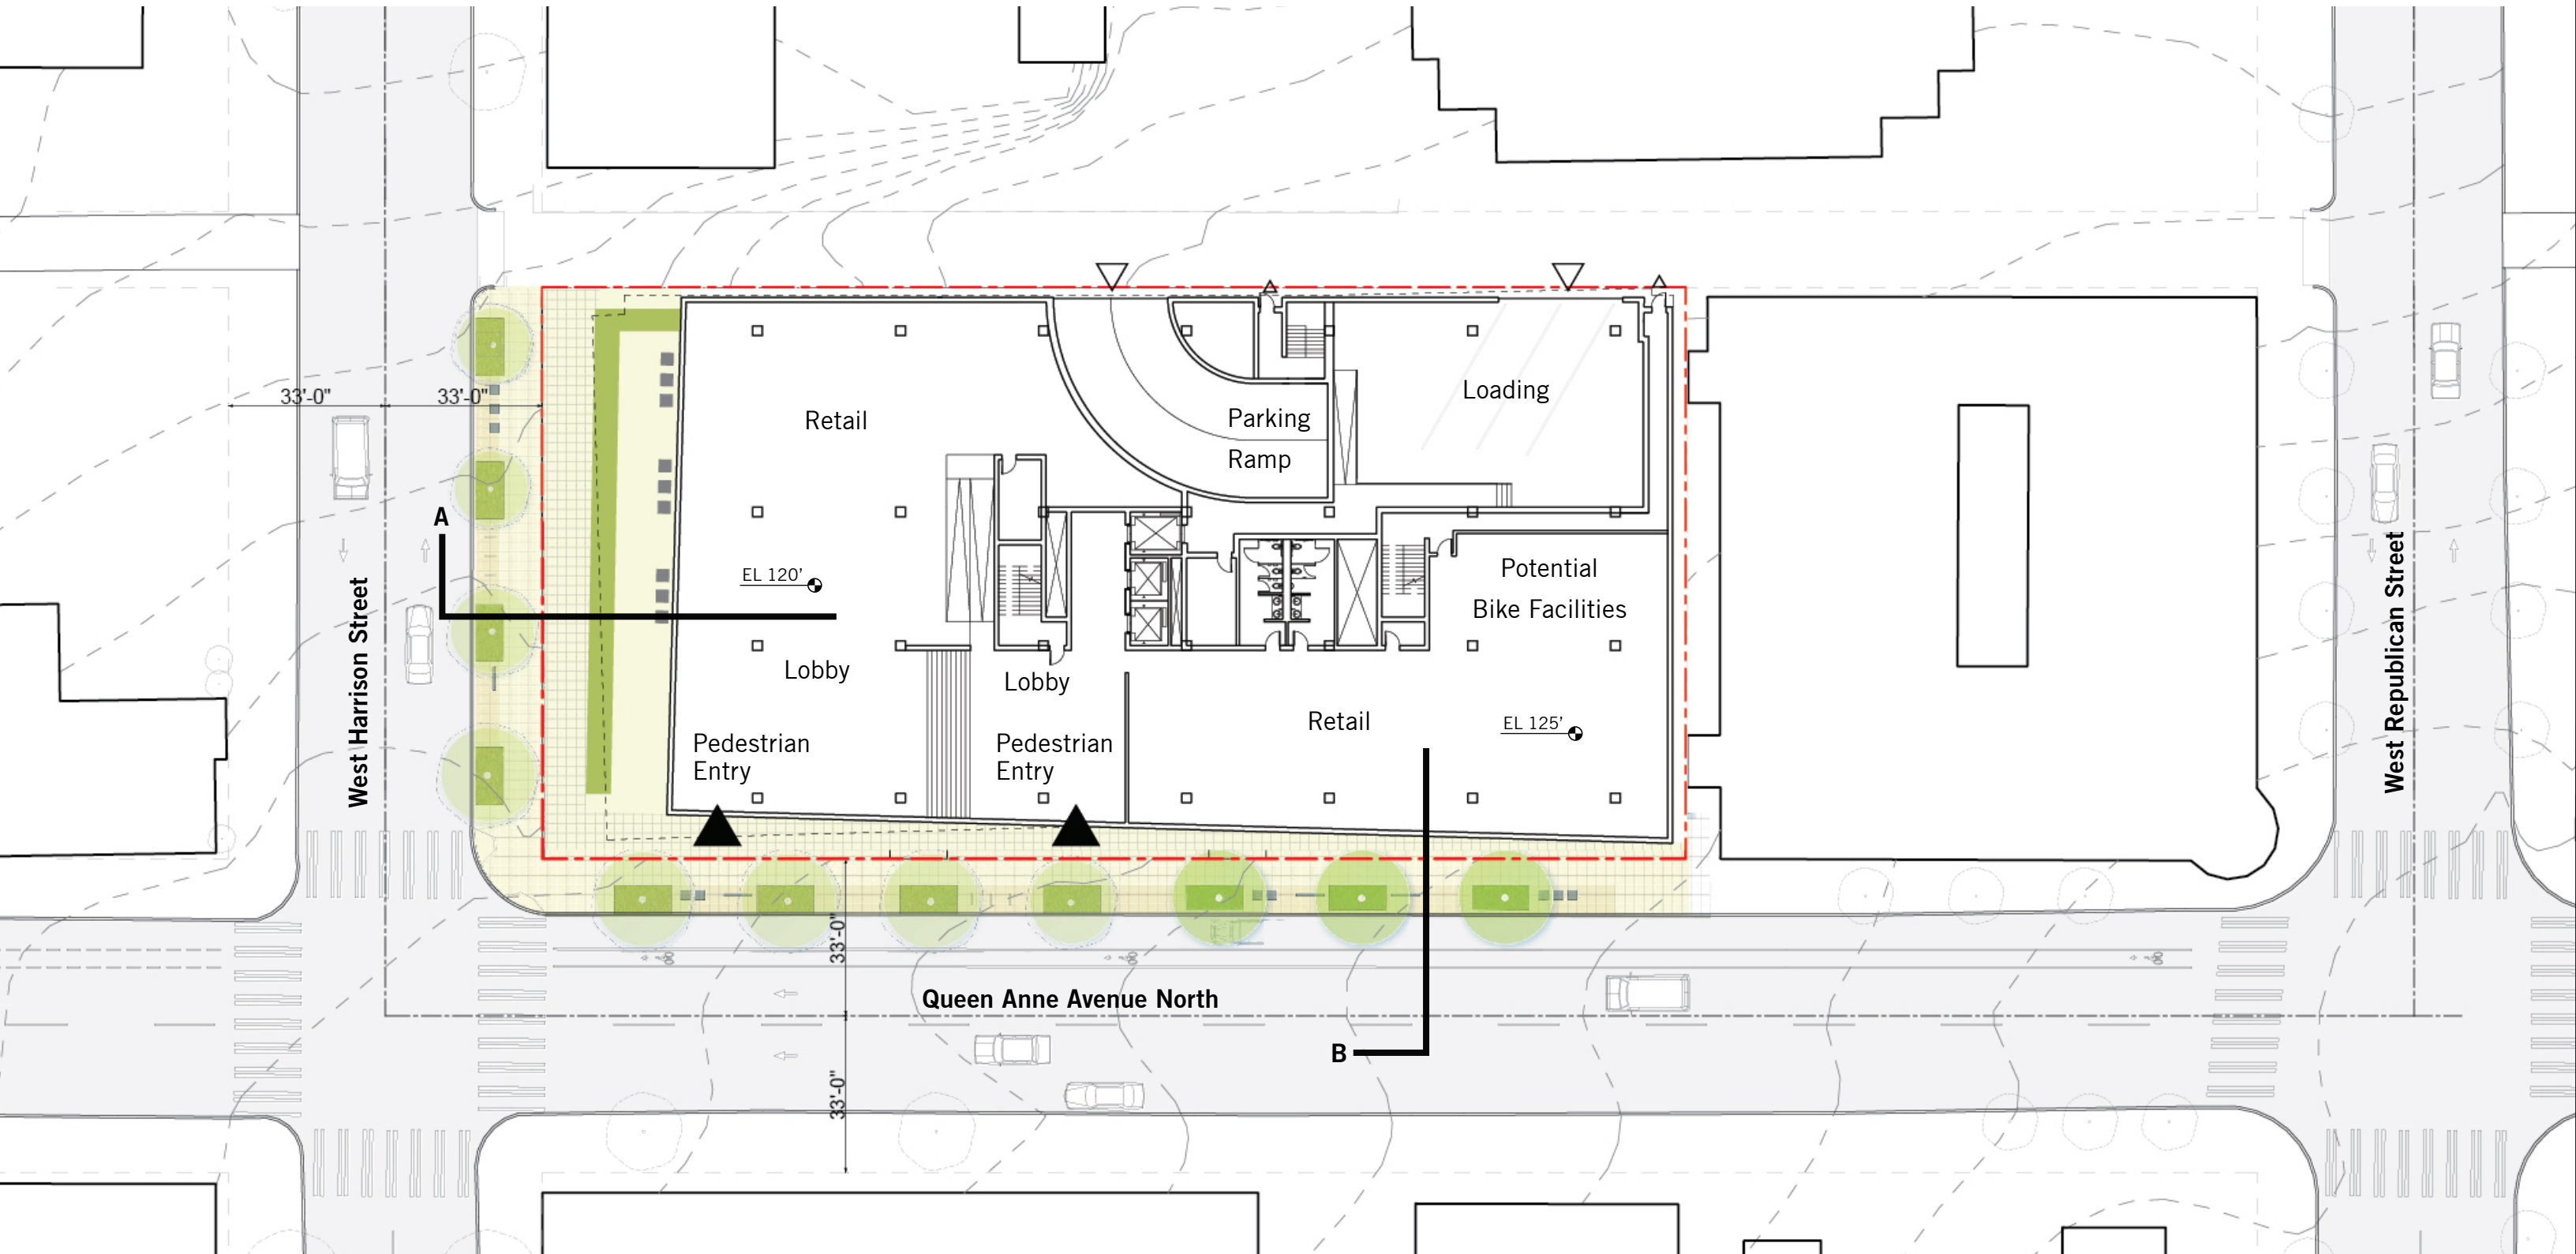 33'-0"
33'-0"
Retail
Parking
Ramp
Loading
A
EL 120'
Potential
Bike Facilities
West Harrison Street
West Republican Street
Lobby
Lobby
Retail
EL 125'
Pedestrian
Entry
Pedestrian
Entry
33'-0"
Queen Anne Avenue North
B
33'-0"